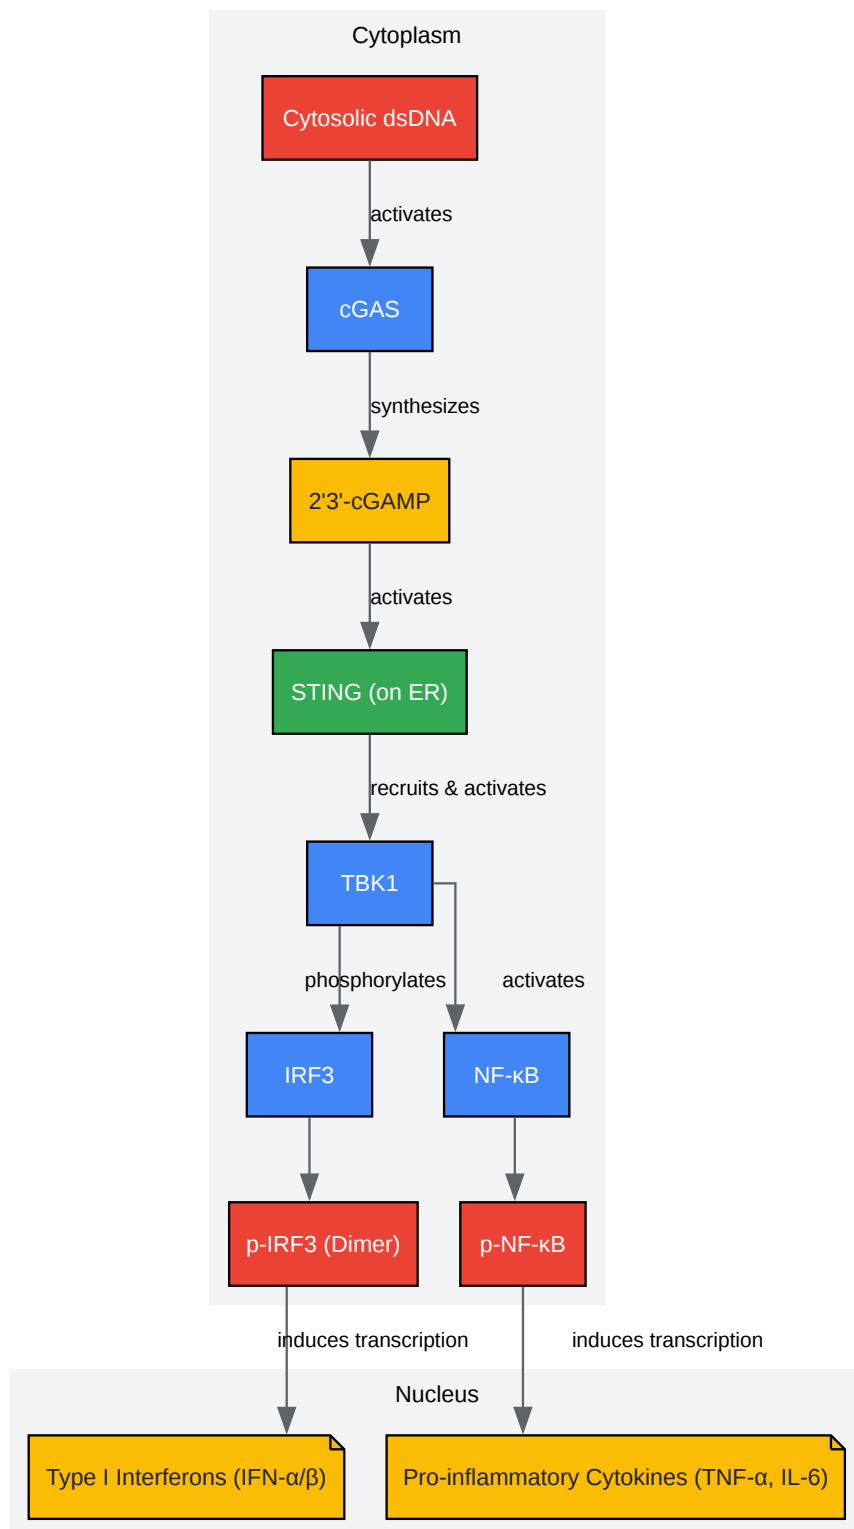 Cytoplasm
Cytosolic dsDNA
activates
cGAS
synthesizes
2'3'-cGAMP
activates
STING (on ER)
recruits & activates
TBK1
phosphorylates
activates
IRF3
NF-κB
p-IRF3 (Dimer)
p-NF-κB
induces transcription
induces transcription
Nucleus
Type I Interferons (IFN-α/β)
Pro-inflammatory Cytokines (TNF-α, IL-6)